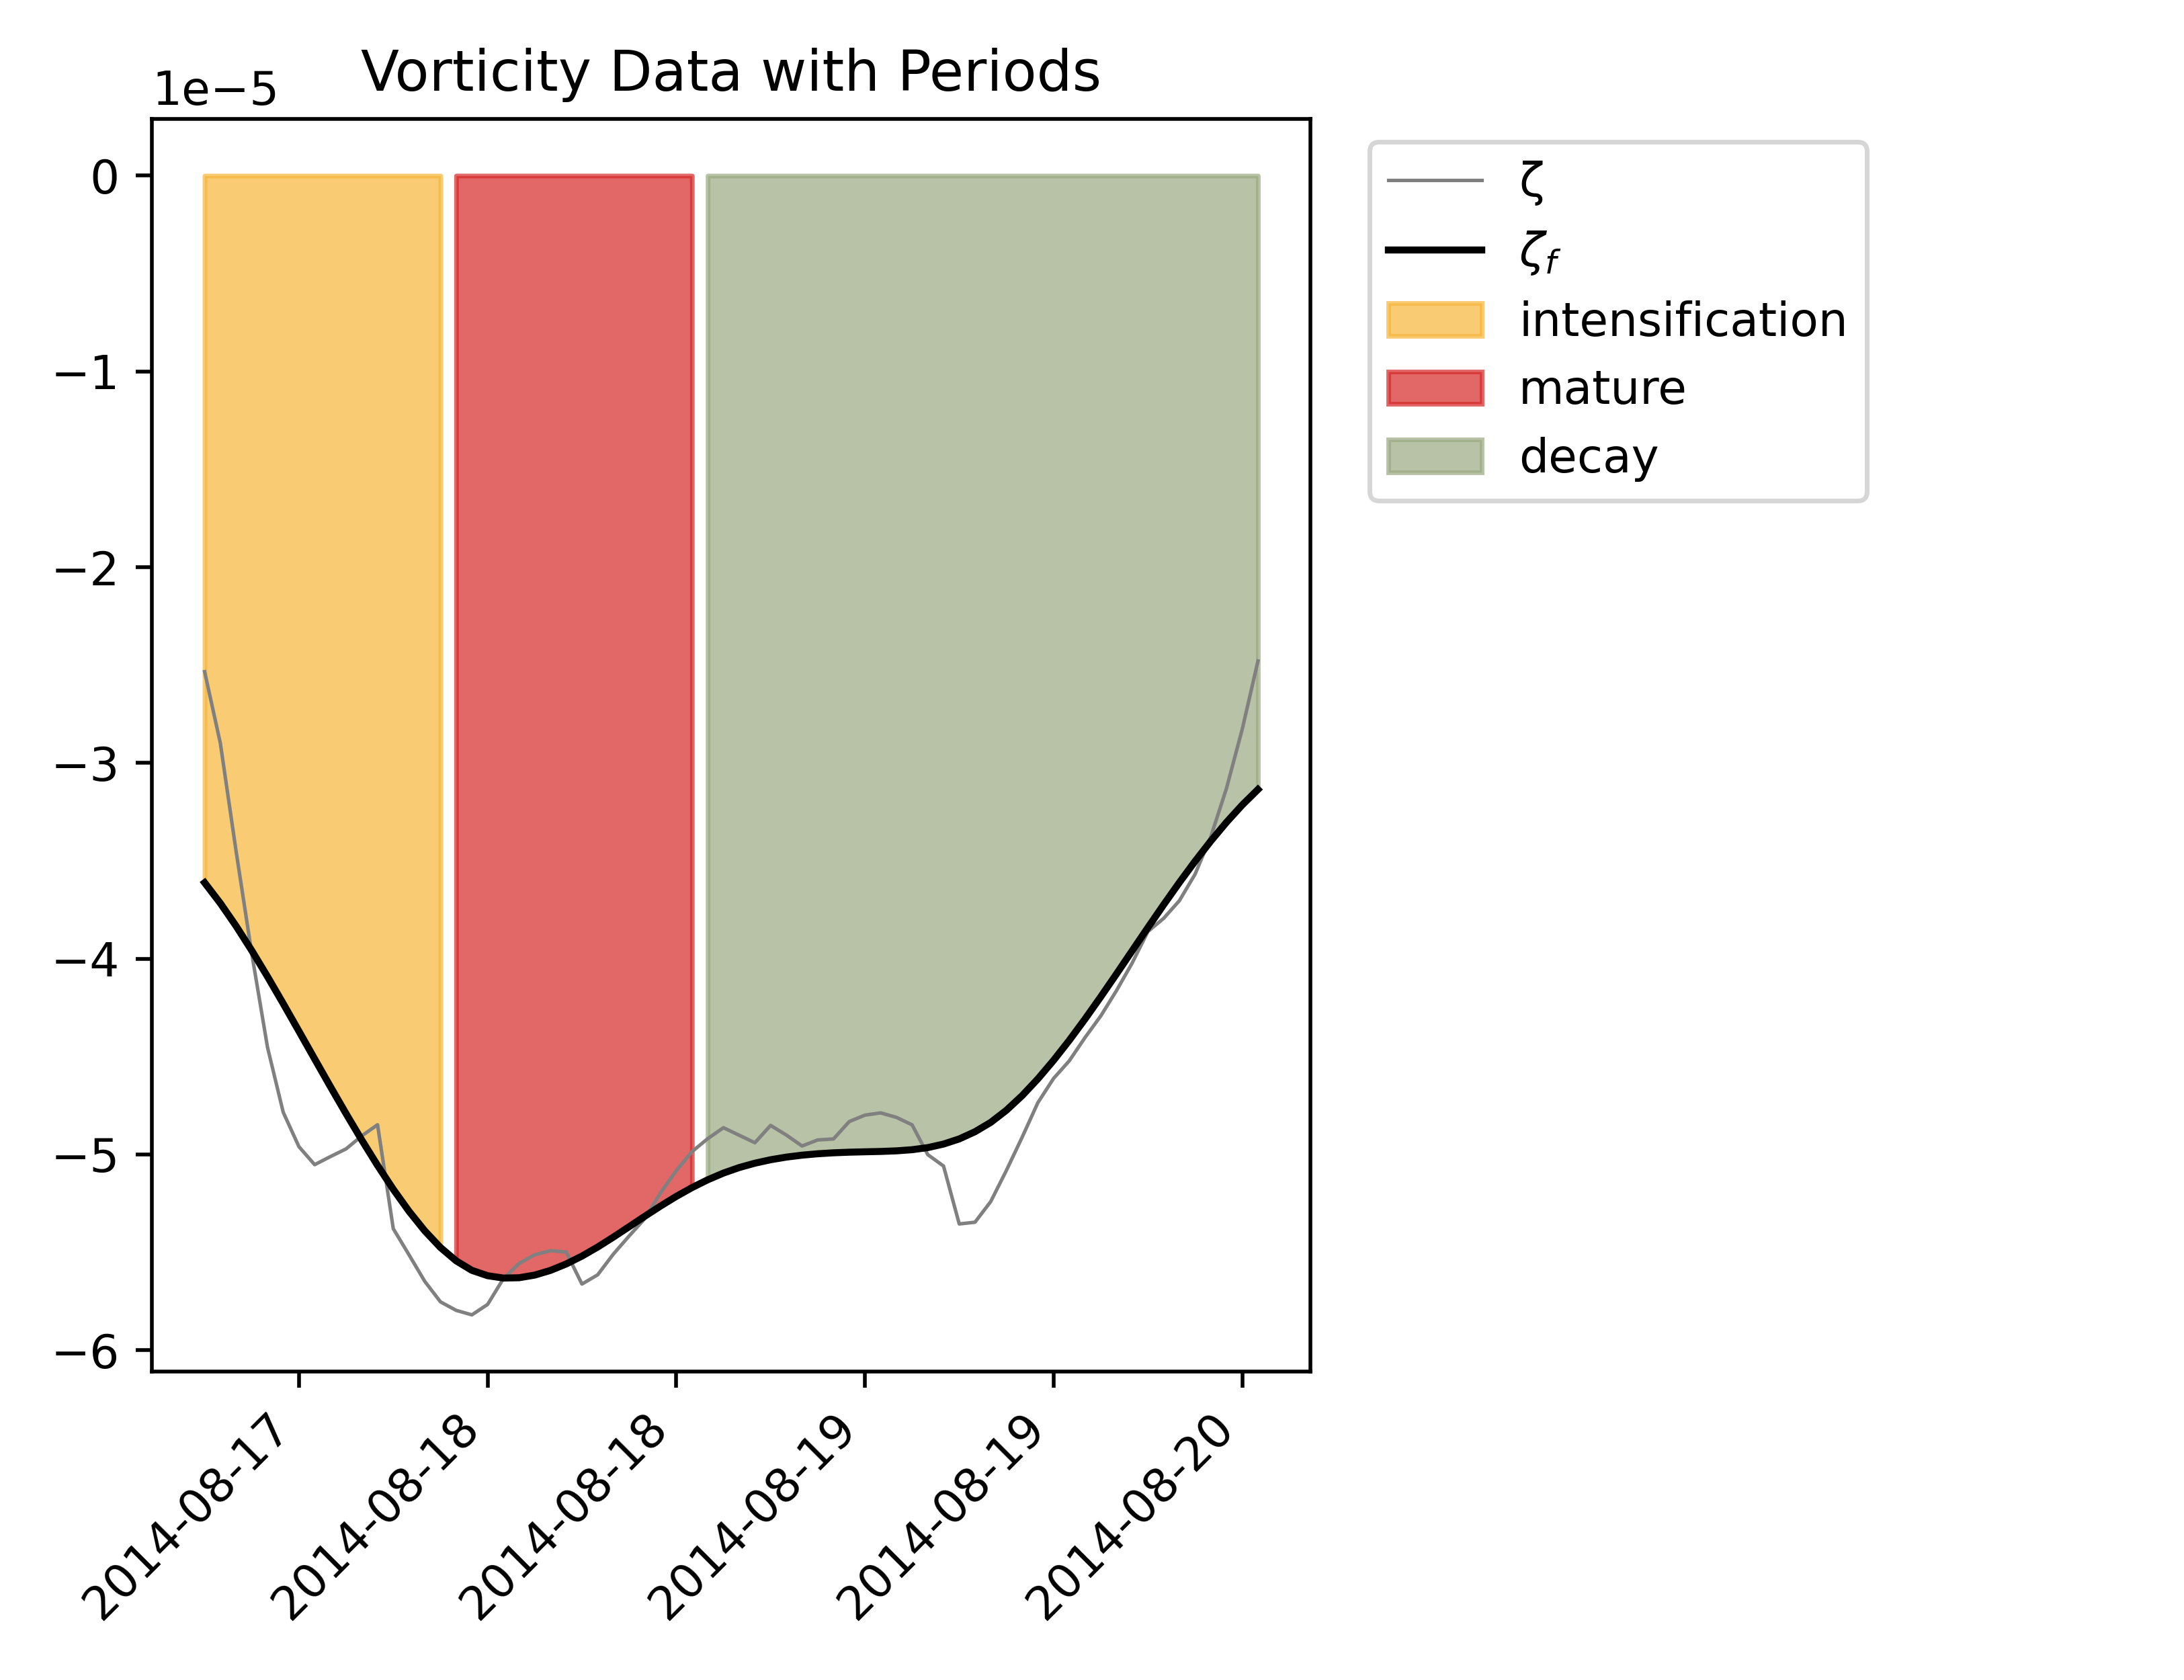 Vorticity Data with Periods
1e−5
0
−1
−2
−3
−4
−5
−6
2014-08-17
2014-08-18
2014-08-18
2014-08-19
2014-08-19
2014-08-20
ζ
ζf
intensification
mature
decay